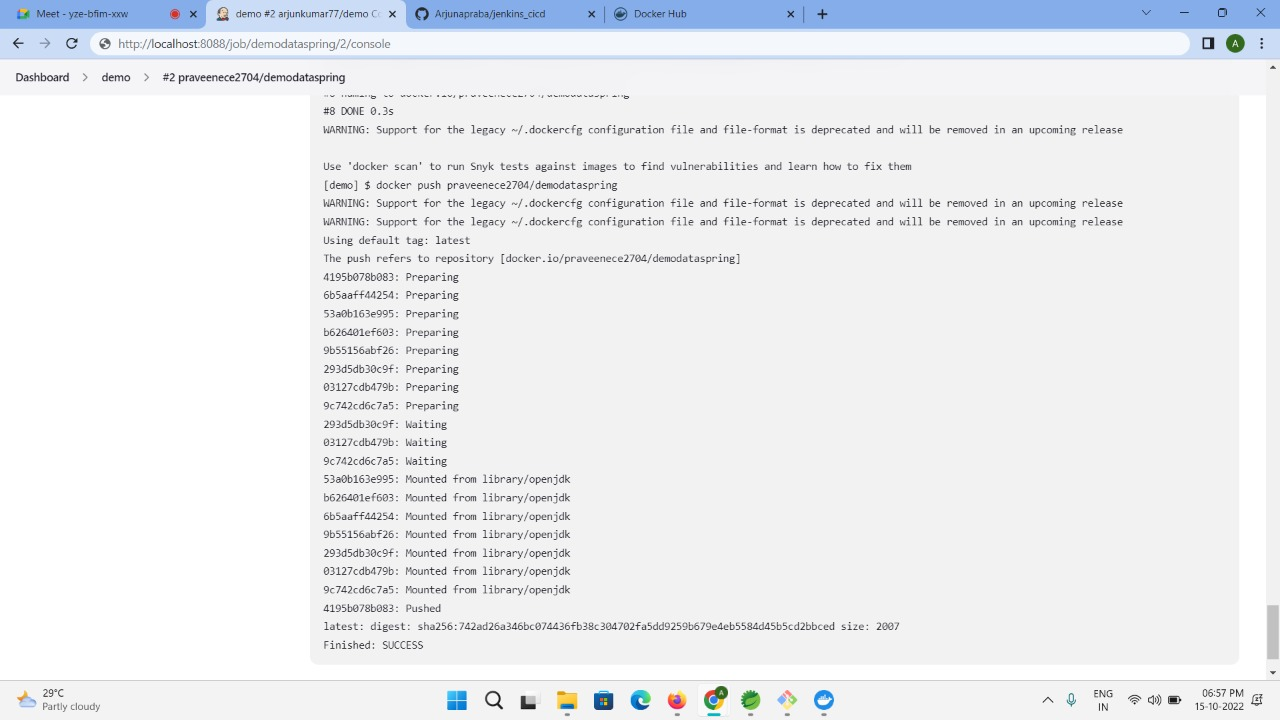 Meet - yze-bfim-xxw
demo #2 arjunkumar77/demo Co
Arjunapraba/jenkins_cicd
Docker Hub
http://localhost:8088/job/demodataspring/2/console
A
Dashboard > demo > #2 praveenece2704/demodataspring
#8 naming to docker.io/praveenece2704/demodataspring
#8 DONE 0.3s
WARNING: Support for the legacy ~/.dockercfg configuration file and file-format is deprecated and will be removed in an upcoming release
Use 'docker scan' to run Snyk tests against images to find vulnerabilities and learn how to fix them
[demo] $ docker push praveenece2704/demodataspring
WARNING: Support for the legacy ~/.dockercfg configuration file and file-format is deprecated and will be removed in an upcoming release
WARNING: Support for the legacy ~/.dockercfg configuration file and file-format is deprecated and will be removed in an upcoming release
Using default tag: latest
The push refers to repository [docker.io/praveenece2704/demodataspring]
4195b078b083: Preparing
6b5aaff44254: Preparing
53a0b163e995: Preparing
b626401ef603: Preparing
9b55156abf26: Preparing
293d5db30c9f: Preparing
03127cdb479b: Preparing
9c742cd6c7a5: Preparing
293d5db30c9f: Waiting
03127cdb479b: Waiting
9c742cd6c7a5: Waiting
53a0b163e995: Mounted from library/openjdk
b626401ef603: Mounted from library/openjdk
6b5aaff44254: Mounted from library/openjdk
9b55156abf26: Mounted from library/openjdk
293d5db30c9f: Mounted from library/openjdk
03127cdb479b: Mounted from library/openjdk
9c742cd6c7a5: Mounted from library/openjdk
4195b078b083: Pushed
latest: digest: sha256:742ad26a346bc074436fb38c304702fa5dd9259b679e4eb5584d45b5cd2bbced size: 2007
Finished: SUCCESS
29°C
Partly cloudy
A
ENG
IN
06:57 PM
15-10-2022